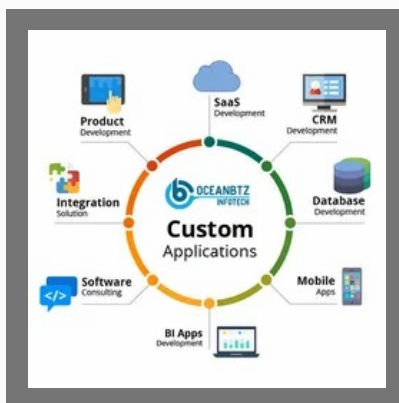 SaaS
Development
Product
Development
CRM
Development
OCEANBTZ
INFOTECH
Integration
Solution
Custom
Applications
Database
Development
Software
Consulting
</>
Mobile
Apps
BI Apps
Development